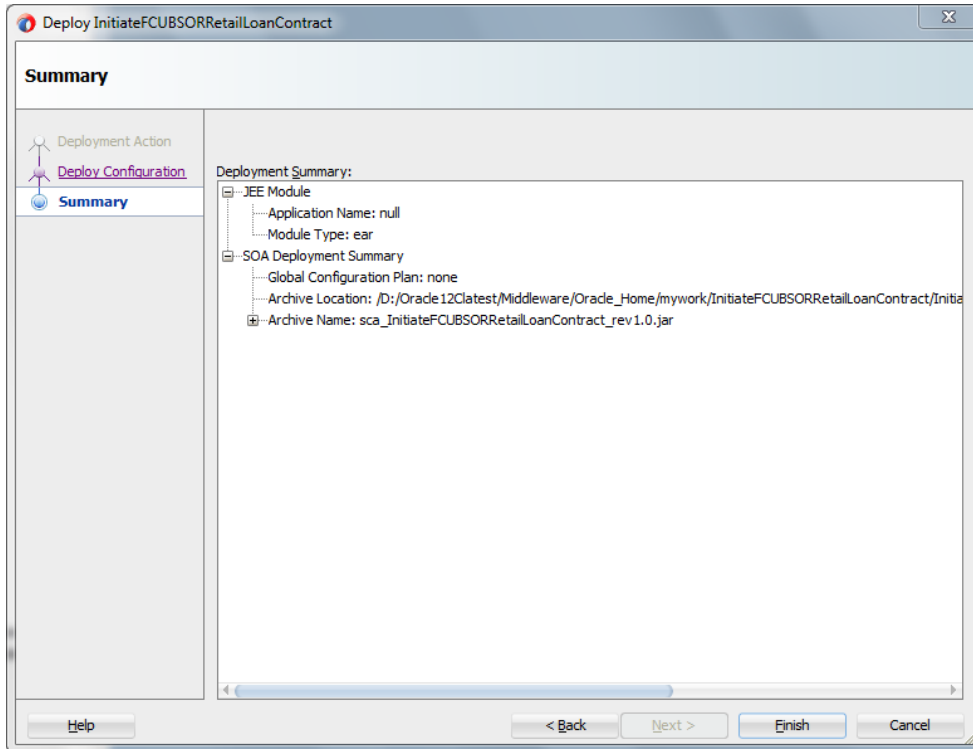 Deploy InitiateFCUBSORRetailLoanContract
Summary
Deployment Action
Deploy Configuration
Summary
Deployment Summary:
JEE Module
Application Name: null
Module Type: ear
SOA Deployment Summary
Global Configuration Plan: none
Archive Location: /D:/Oracle12Clatest/Middleware/Oracle_Home/mywork/InitiateFCUBSORRetailLoanContract/Initia
Archive Name: sca_InitiateFCUBSORRetailLoanContract_rev1.0.jar
Help
< Back
Next >
Finish
Cancel